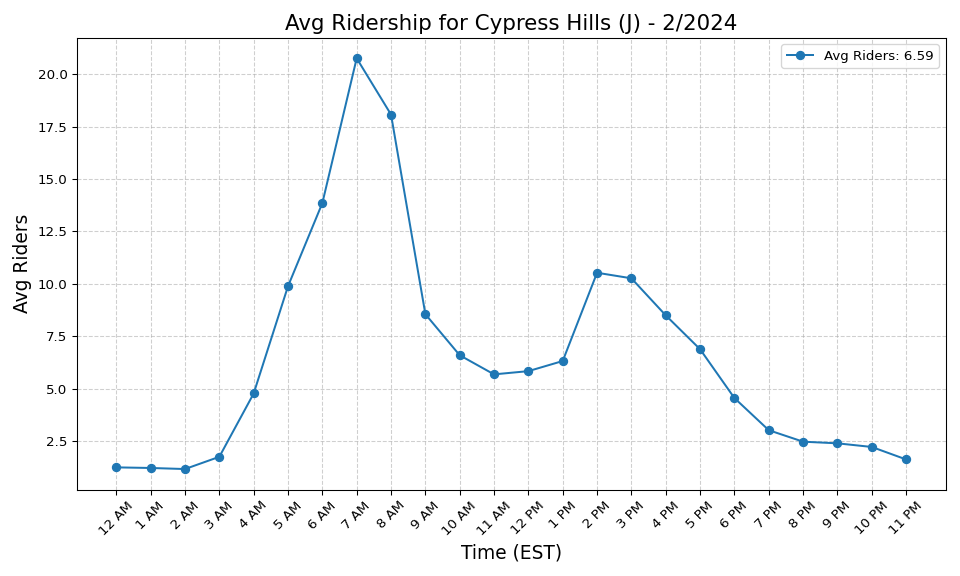 Avg Ridership for Cypress Hills (J) - 2/2024
Avg Riders: 6.59
20.0
17.5
15.0
12.5
10.0
7.5
5.0
2.5
Avg Riders
12 AM
1 AM
2 AM
3 AM
4 AM
5 AM
6 AM
7 AM
8 AM
9 AM
10 AM
11 AM
12 PM
1 PM
2 PM
3 PM
4 PM
5 PM
6 PM
7 PM
8 PM
9 PM
10 PM
11 PM
Time (EST)